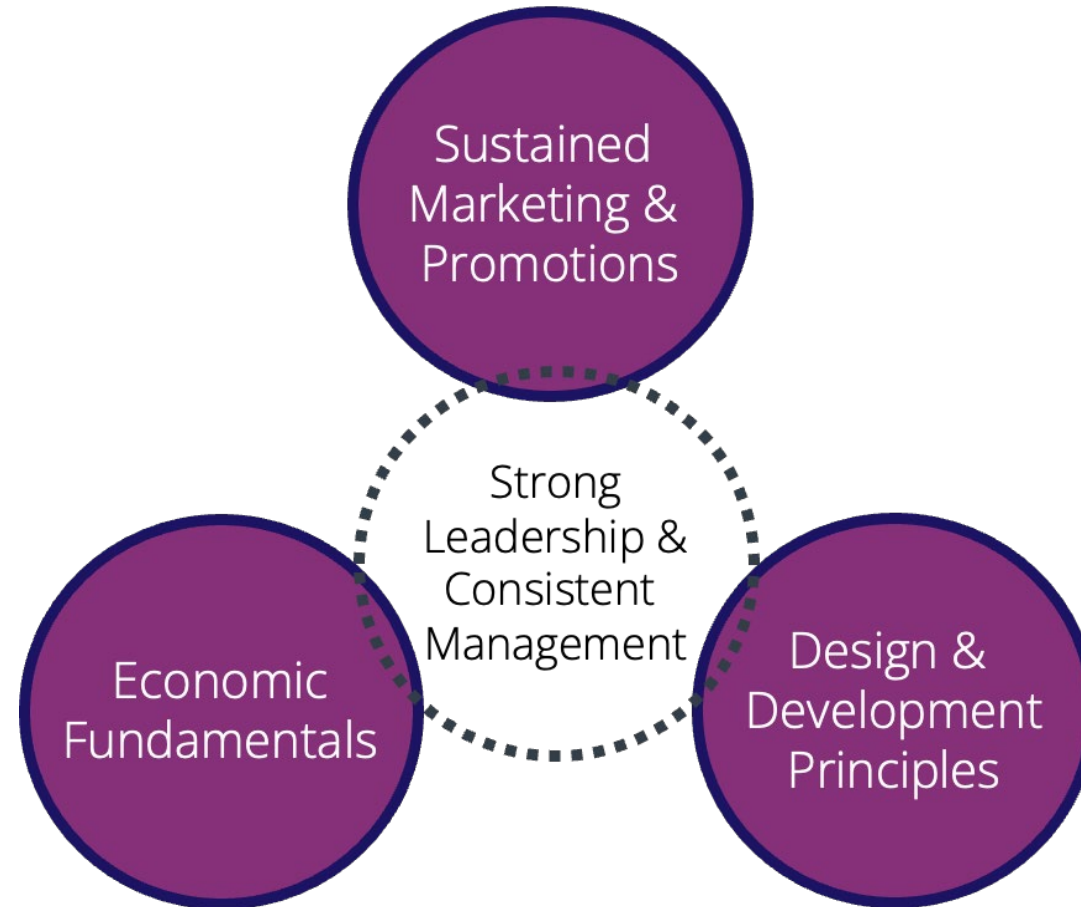 Sustained
Marketing &
Promotions
Strong
Leadership &
Consistent
Management
Economic
Fundamentals
Design &
Development
Principles